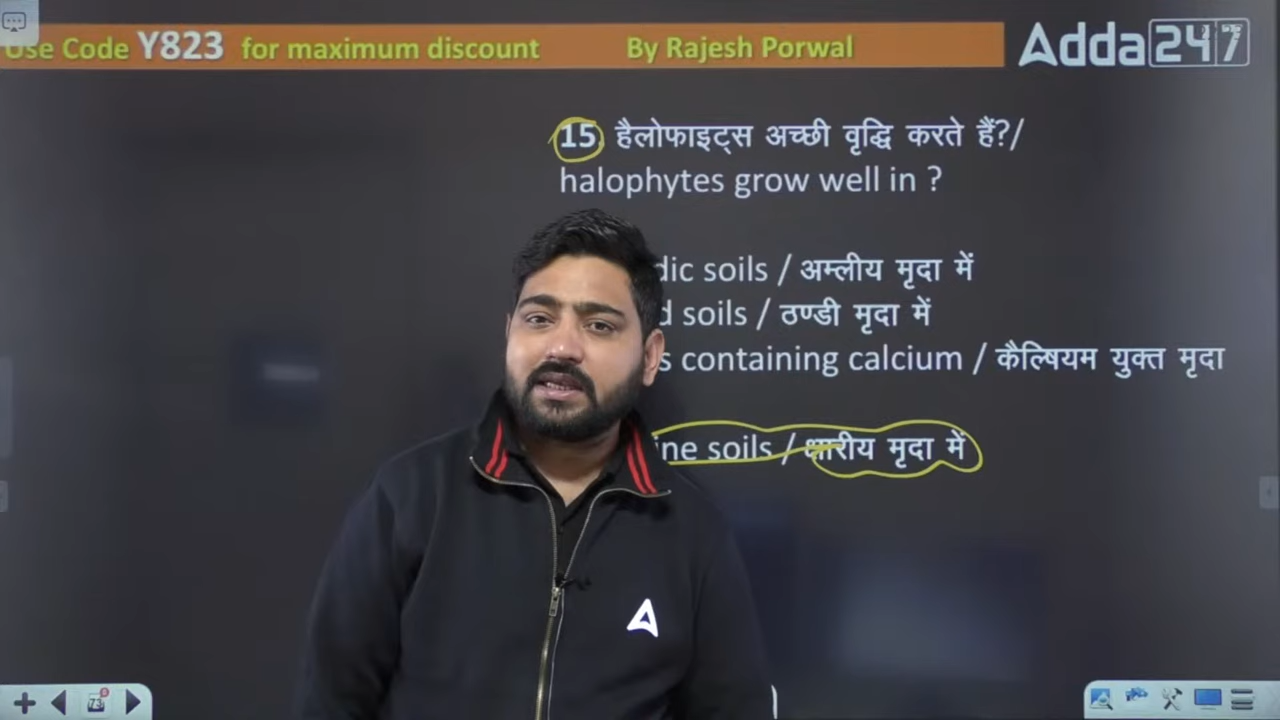 Use Code Y823 for maximum discount By Rajesh Porwal Adda247
15. हैलोफाइट्स अच्छी वृद्धि करते हैं?/
halophytes grow well in ?
soils / अम्लीय मृदा में
soils / ठण्डी मृदा में
containing calcium / कैल्षियम युक्त मृदा
soils / क्षारीय मृदा में